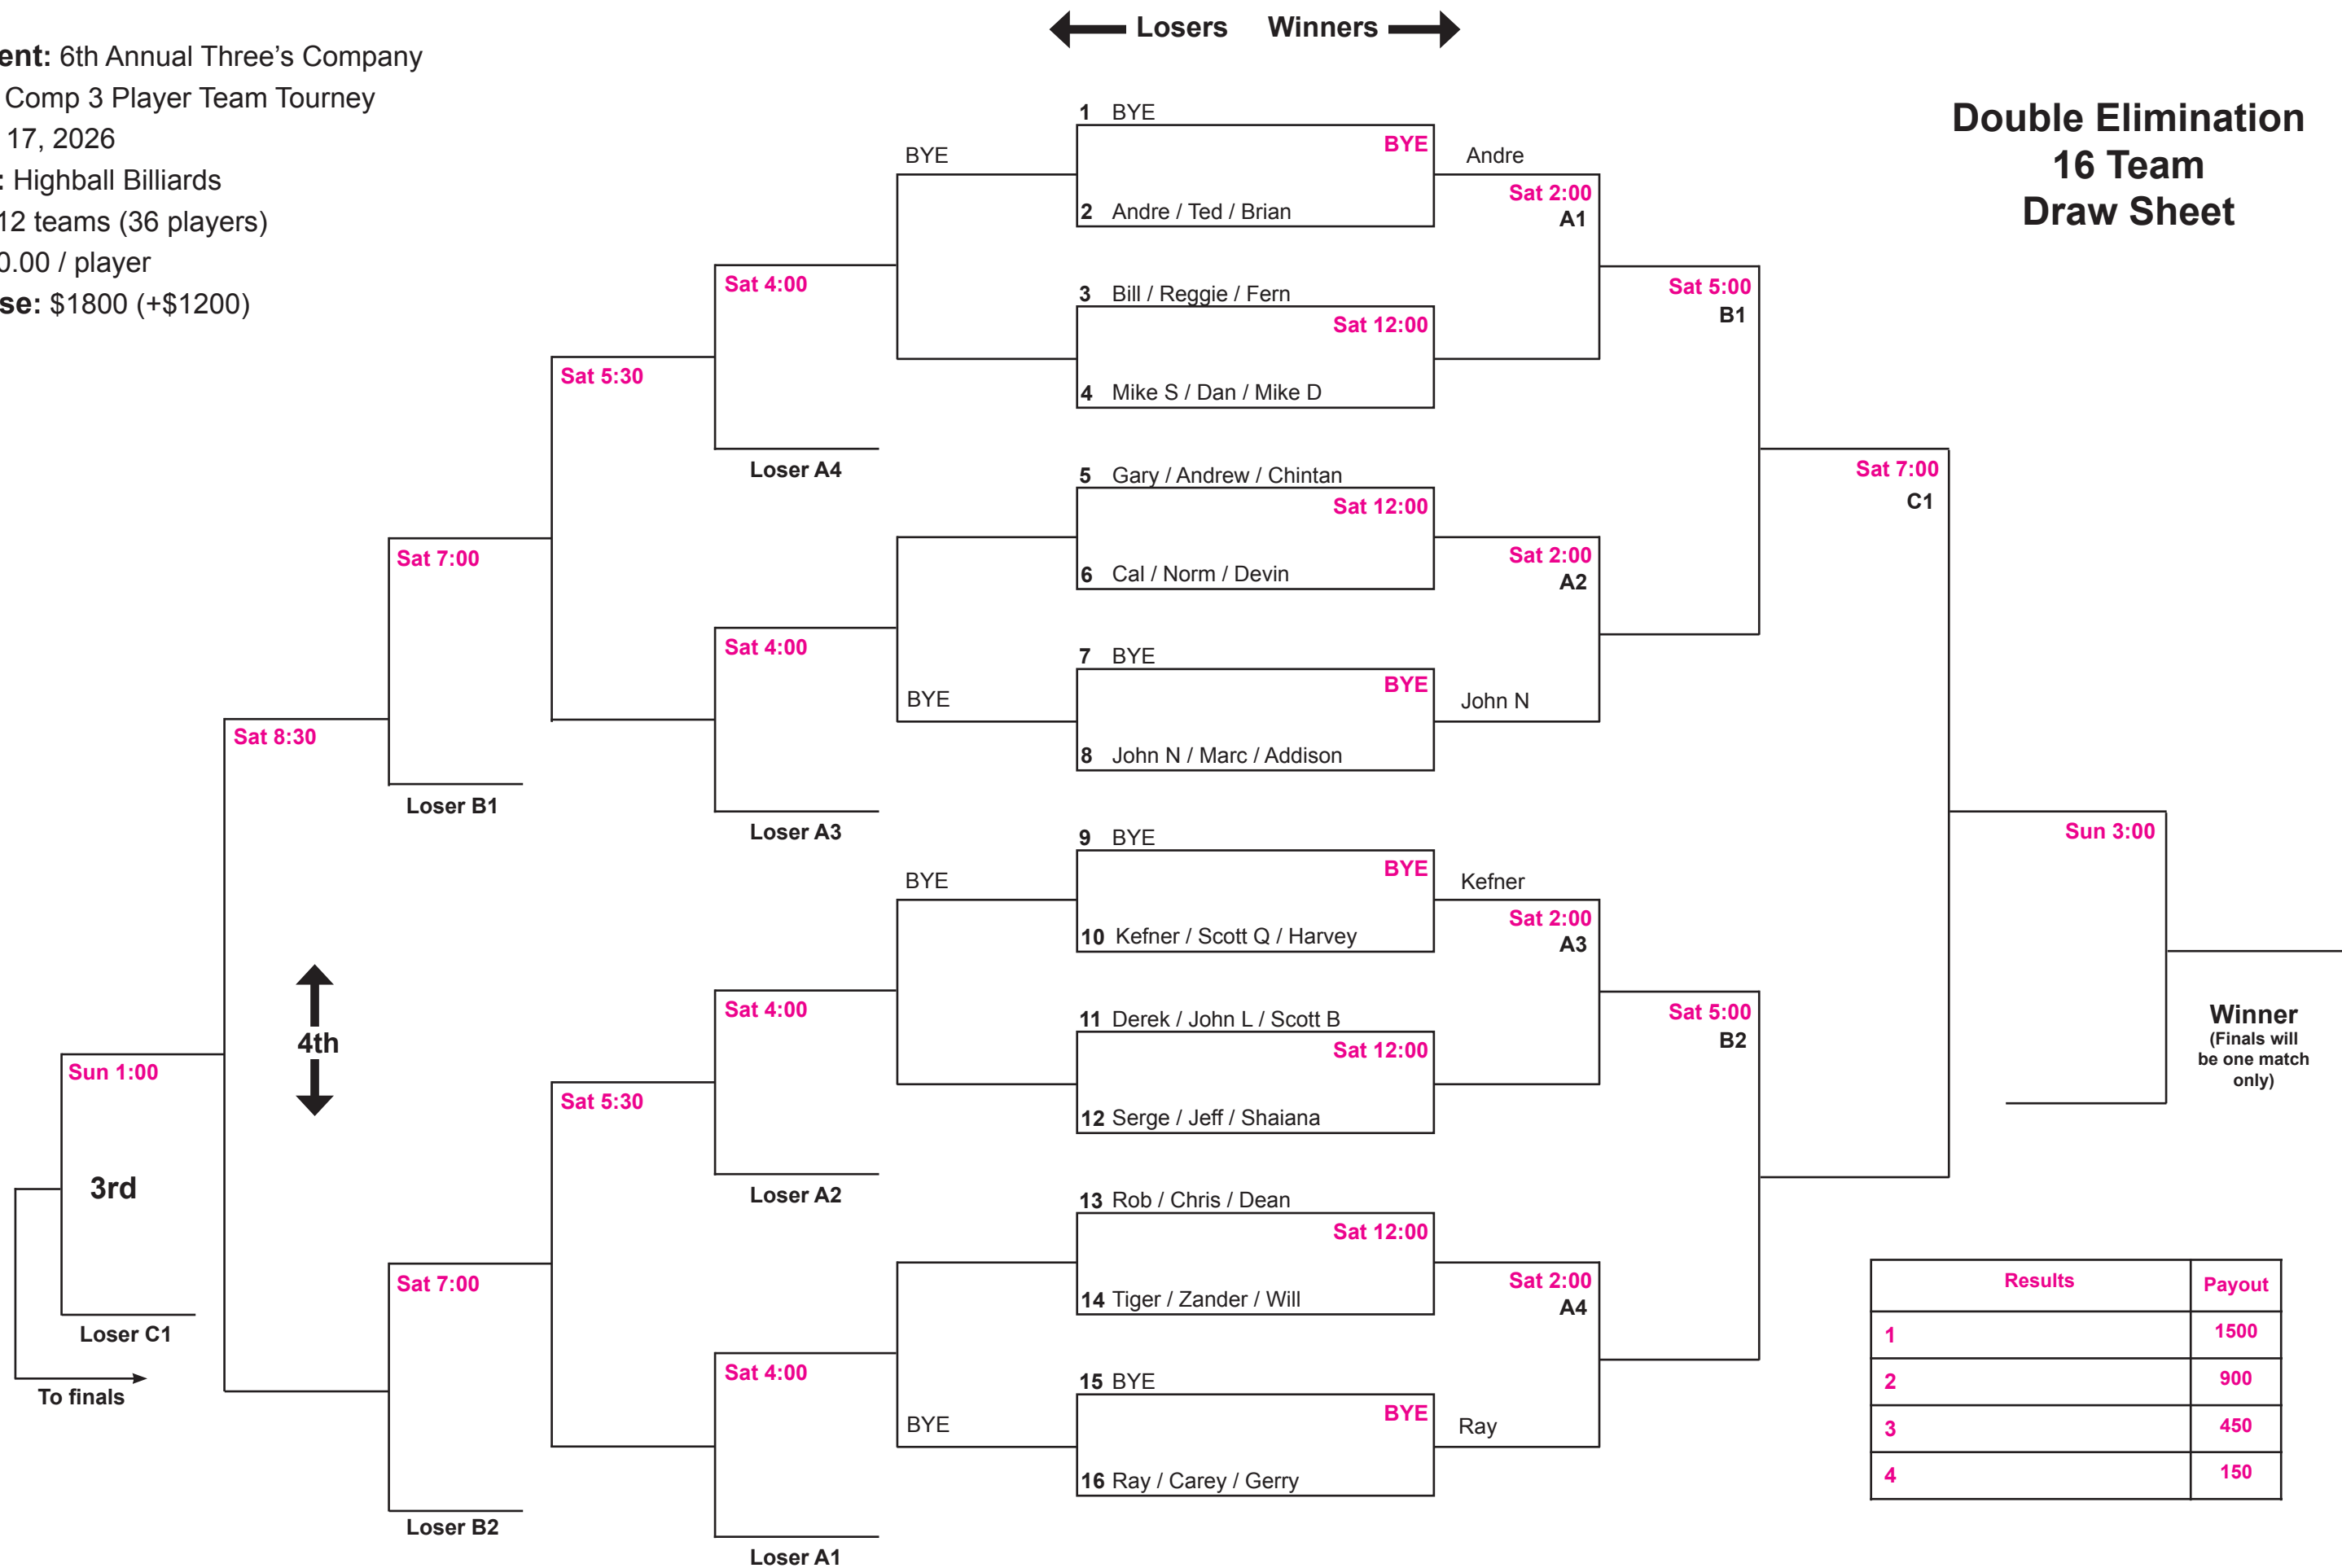 Losers Winners
ent: 6th Annual Three's Company
Comp 3 Player Team Tourney
17, 2026
: Highball Billiards
12 teams (36 players)
0.00 / player
se: $1800 (+$1200)
Double Elimination
16 Team
Draw Sheet
1 BYE
BYE
2 Andre / Ted / Brian
3 Bill / Reggie / Fern
Sat 12:00
4 Mike S / Dan / Mike D
5 Gary / Andrew / Chintan
Sat 12:00
6 Cal / Norm / Devin
7 BYE
BYE
8 John N / Marc / Addison
9 BYE
BYE
10 Kefner / Scott Q / Harvey
11 Derek / John L / Scott B
Sat 12:00
12 Serge / Jeff / Shaiana
13 Rob / Chris / Dean
Sat 12:00
14 Tiger / Zander / Will
15 BYE
BYE
16 Ray / Carey / Gerry
Andre
Sat 2:00
A1
Sat 2:00
A2
John N
Kefner
Sat 2:00
A3
Sat 2:00
A4
Ray
Sat 5:00
B1
Sat 5:00
B2
Sat 7:00
C1
Sun 3:00
Winner
(Finals will
be one match
only)
BYE
BYE
BYE
BYE
Sat 4:00
Loser A4
Sat 4:00
Loser A3
Sat 4:00
Loser A2
Sat 4:00
Loser A1
Sat 5:30
Sat 5:30
Sat 7:00
Loser B1
Sat 7:00
Loser B2
Sat 8:30
4th
Sun 1:00
3rd
Loser C1
To finals
Results Payout
1 1500
2 900
3 450
4 150